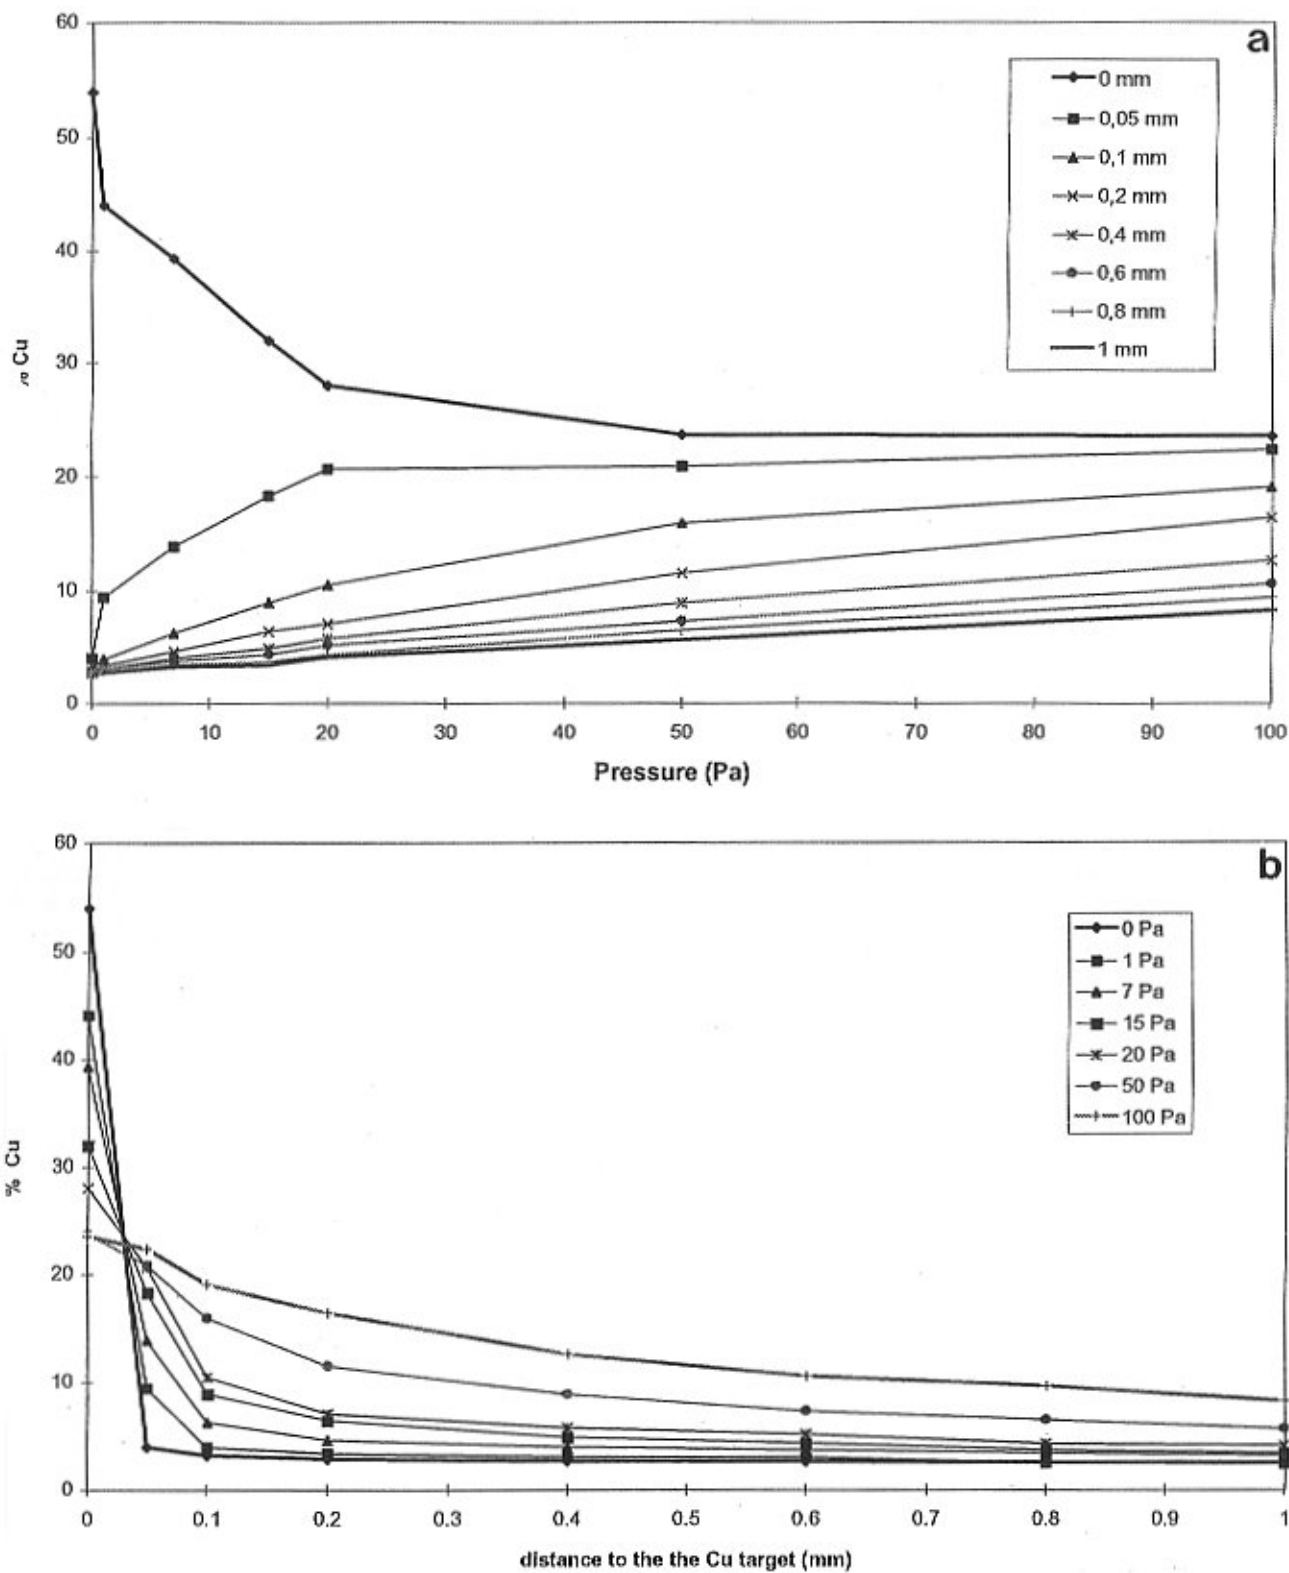 a
60
50
40
30
20
10
0
% Cu
0 10 20 30 40 50 60 70 80 90 100
Pressure (Pa)
0 mm
0,05 mm
0,1 mm
0,2 mm
0,4 mm
0,6 mm
0,8 mm
1 mm
b
60
50
40
30
20
10
0
% Cu
0 0.1 0.2 0.3 0.4 0.5 0.6 0.7 0.8 0,9 1
distance to the the Cu target (mm)
0 Pa
1 Pa
7 Pa
15 Pa
20 Pa
50 Pa
100 Pa